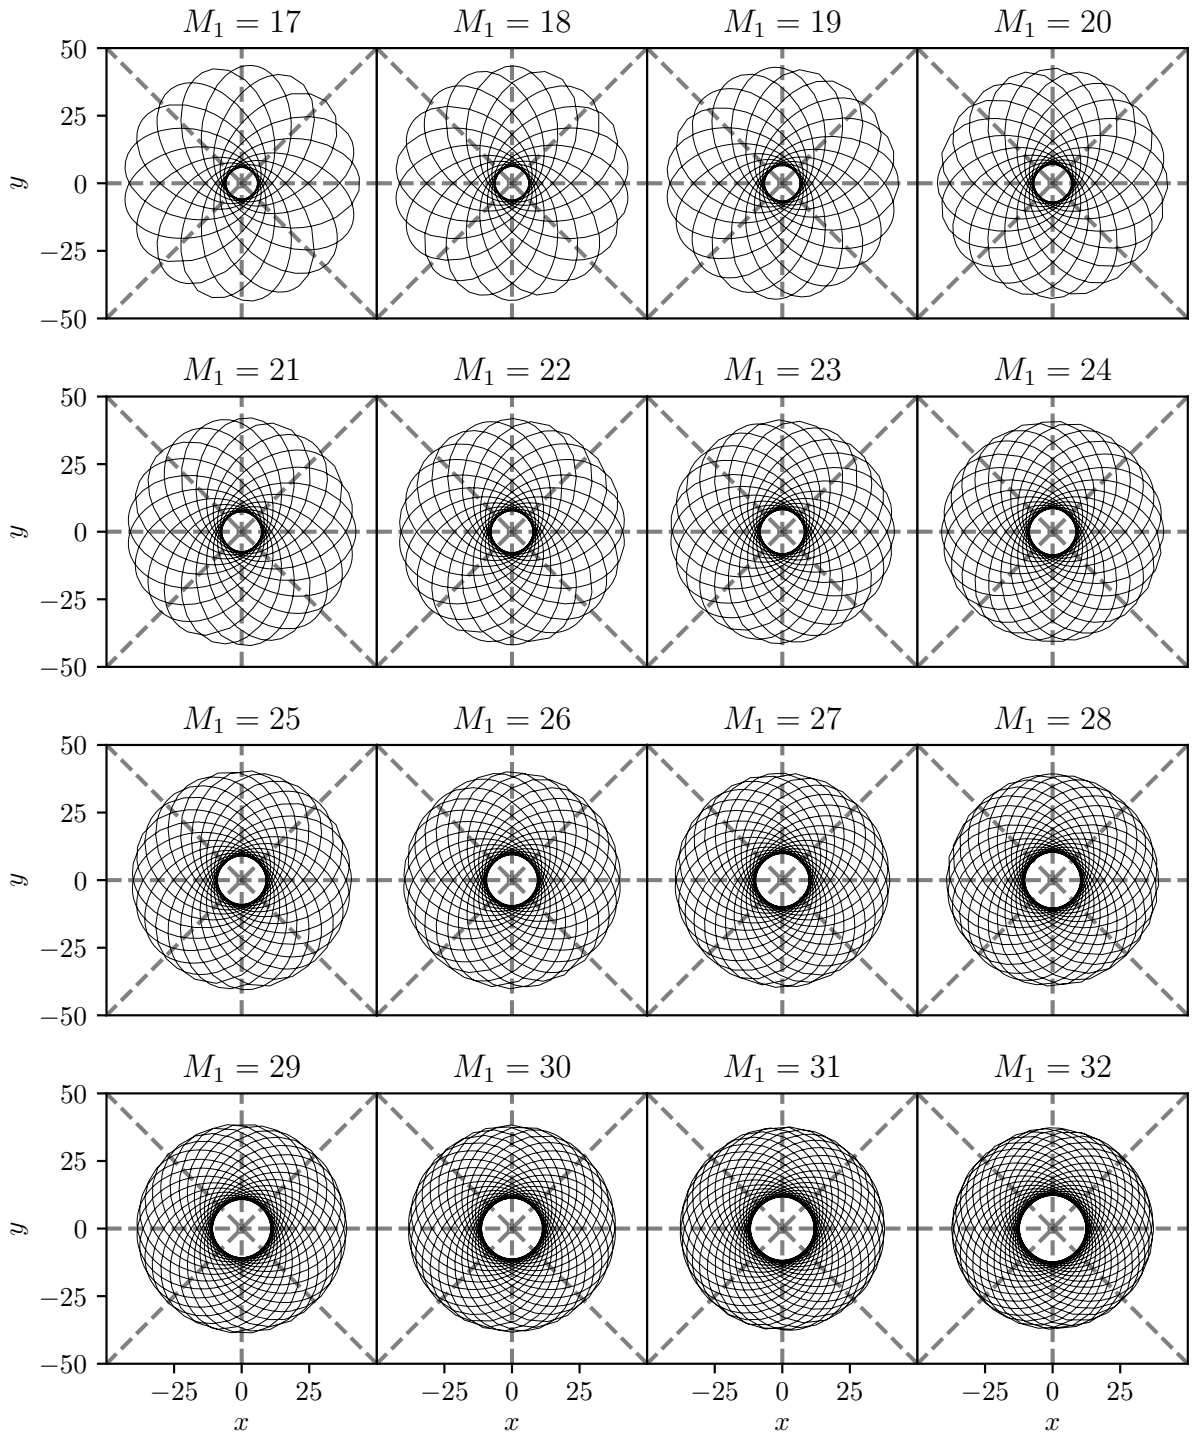 M₁ = 17 M₁ = 18 M₁ = 19 M₁ = 20
50
25
0
−25
−50
y
M₁ = 21 M₁ = 22 M₁ = 23 M₁ = 24
50
25
0
−25
−50
y
M₁ = 25 M₁ = 26 M₁ = 27 M₁ = 28
50
25
0
−25
−50
y
M₁ = 29 M₁ = 30 M₁ = 31 M₁ = 32
50
25
0
−25
−50
y
−25 0 25 −25 0 25 −25 0 25 −25 0 25
x x x x